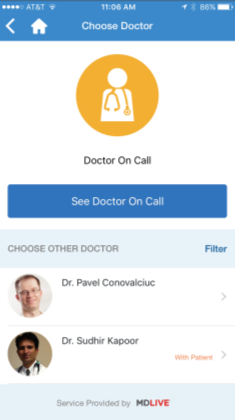 AT&T 11:06 AM 86%
Choose Doctor
Doctor On Call
See Doctor On Call
CHOOSE OTHER DOCTOR Filter
Dr. Pavel Conovalciuc
Dr. Sudhir Kapoor
With Patient
Service Provided by MDLIVE